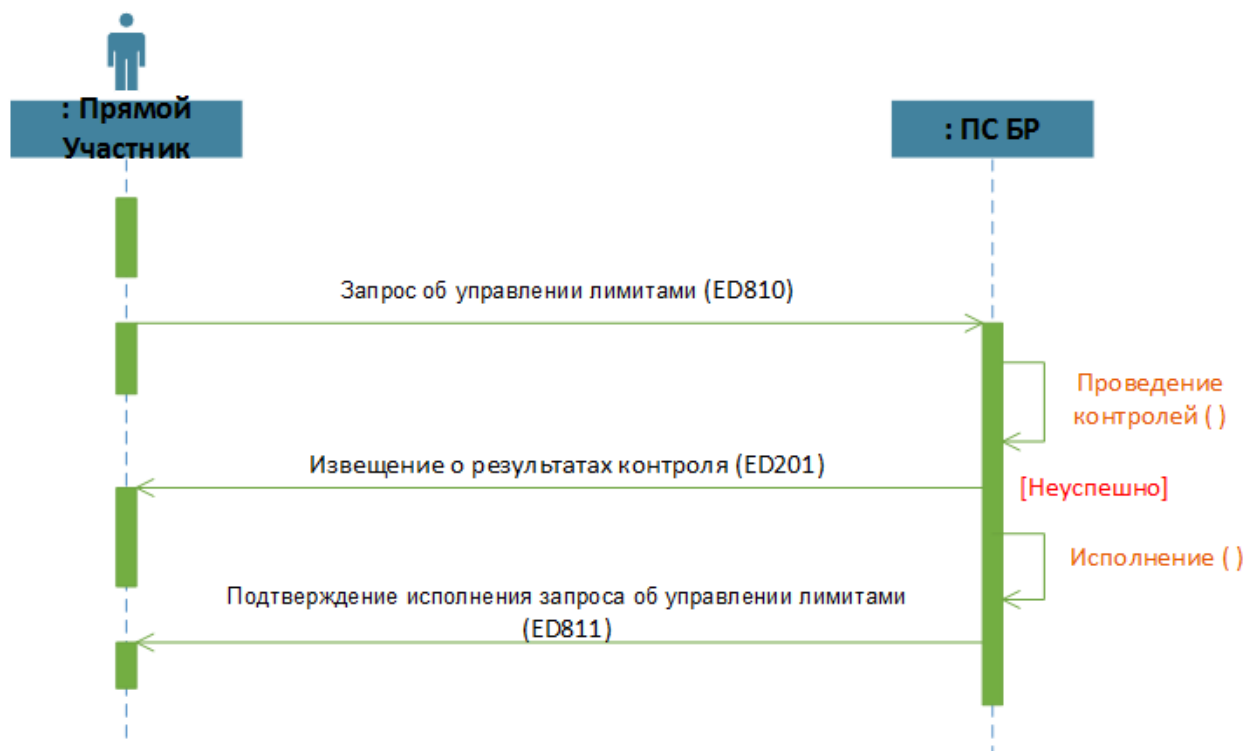 : Прямой
Участник
: ПС БР
Запрос об управлении лимитами (ED810)
Проведение
контролей ( )
Извещение о результатах контроля (ED201)
[Неуспешно]
Исполнение ( )
Подтверждение исполнения запроса об управлении лимитами
(ED811)